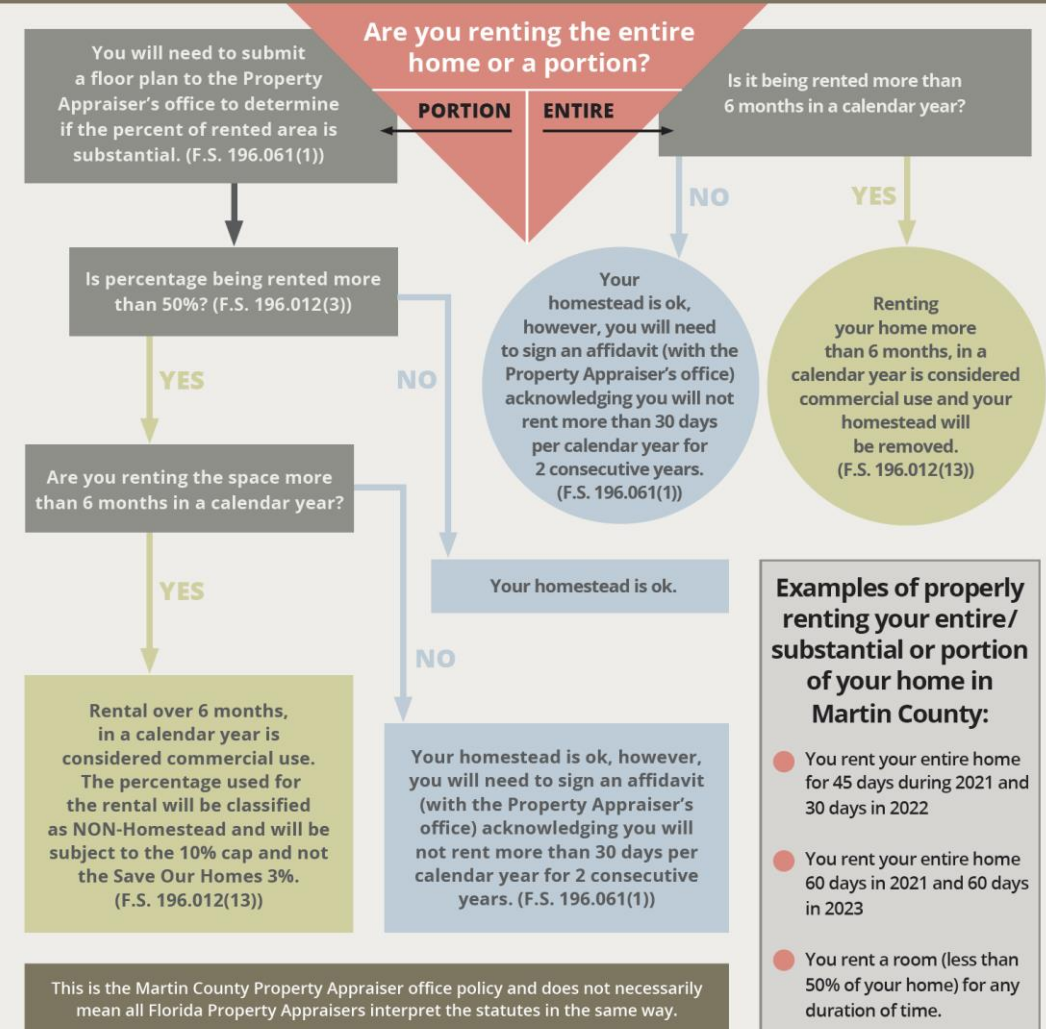 Are you renting the entire
home or a portion?
PORTION
ENTIRE
You will need to submit
a floor plan to the Property
Appraiser's office to determine
if the percent of rented area is
substantial. (F.S. 196.061(1))
Is it being rented more than
6 months in a calendar year?
NO
YES
Is percentage being rented more
than 50%? (F.S. 196.012(3))
Your
homestead is ok,
however, you will need
to sign an affidavit (with the
Property Appraiser's office)
acknowledging you will not
rent more than 30 days
per calendar year for
2 consecutive years.
(F.S. 196.061(1))
Renting
your home more
than 6 months, in a
calendar year is considered
commercial use and your
homestead will
be removed.
(F.S. 196.012(13))
YES
NO
Are you renting the space more
than 6 months in a calendar year?
Your homestead is ok.
YES
NO
Rental over 6 months,
in a calendar year is
considered commercial use.
The percentage used for
the rental will be classified
as NON-Homestead and will be
subject to the 10% cap and not
the Save Our Homes 3%.
(F.S. 196.012(13))
Your homestead is ok, however,
you will need to sign an affidavit
(with the Property Appraiser's
office) acknowledging you will
not rent more than 30 days per
calendar year for 2 consecutive
years. (F.S. 196.061(1))
Examples of properly
renting your entire/
substantial or portion
of your home in
Martin County:
You rent your entire home
for 45 days during 2021 and
30 days in 2022
You rent your entire home
60 days in 2021 and 60 days
in 2023
You rent a room (less than
50% of your home) for any
duration of time.
This is the Martin County Property Appraiser office policy and does not necessarily
mean all Florida Property Appraisers interpret the statutes in the same way.